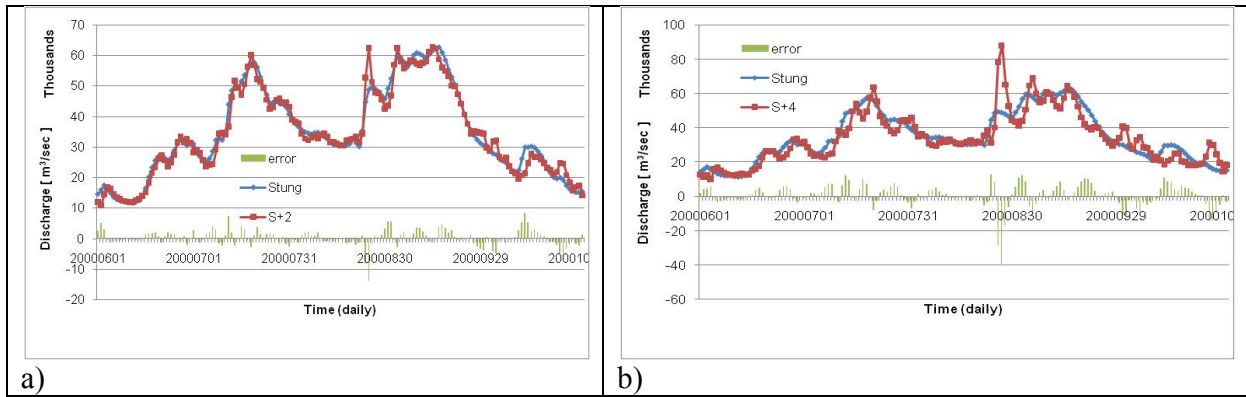 70
60
50
40
30
20
10
0
-10
-20
Discharge [ m³/sec ] Thousands
error
Stung
S+2
20000601
20000701
20000731
20000830
20000929
200010
Time (daily)
a)
100
80
60
40
20
0
-20
-40
-60
Discharge [ m³/sec ] Thousands
error
Stung
S+4
20000601
20000701
20000731
20000830
20000929
200010
Time (daily)
b)